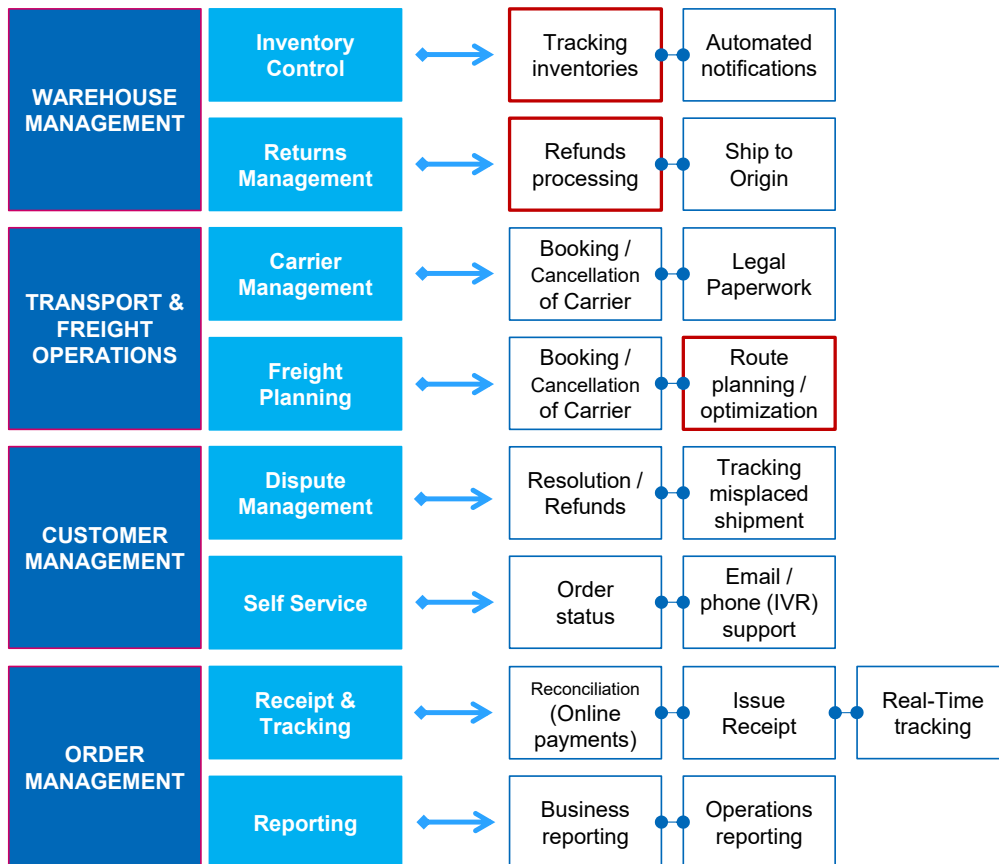 WAREHOUSE
MANAGEMENT
Inventory
Control
Tracking
inventories
Automated
notifications
Returns
Management
Refunds
processing
Ship to
Origin
TRANSPORT &
FREIGHT
OPERATIONS
Carrier
Management
Booking /
Cancellation
of Carrier
Legal
Paperwork
Freight
Planning
Booking /
Cancellation
of Carrier
Route
planning /
optimization
CUSTOMER
MANAGEMENT
Dispute
Management
Resolution /
Refunds
Tracking
misplaced
shipment
Self Service
Order
status
Email /
phone (IVR)
support
ORDER
MANAGEMENT
Receipt &
Tracking
Reconciliation
(Online
payments)
Issue
Receipt
Real-Time
tracking
Reporting
Business
reporting
Operations
reporting